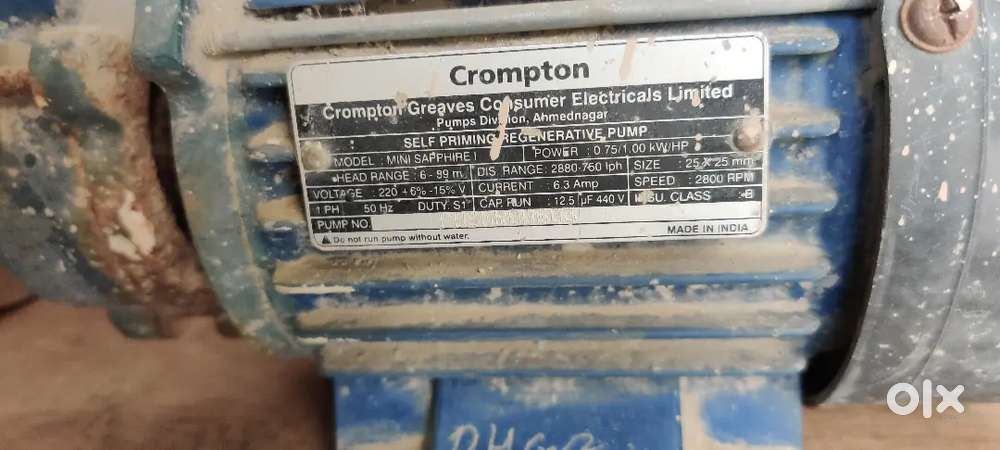 Crompton
Crompton Greaves Consumer Electricals Limited
Pumps Division, Ahmednagar
SELF PRIMING REGENERATIVE PUMP
MODEL : MINI SAPPHIRE I POWER : 0.75/1.00 kW/HP
HEAD RANGE : 6 - 99 m DIS. RANGE : 2880-760 lph SIZE : 25 X 25 mm
VOLTAGE : 220 +6% -15% V CURRENT : 6.3 Amp SPEED : 2800 RPM
1 PH 50 Hz DUTY: S1 CAP. RUN : 12.5 µF 440 V INSU. CLASS : B
PUMP NO.
Do not run pump without water. MADE IN INDIA
olx